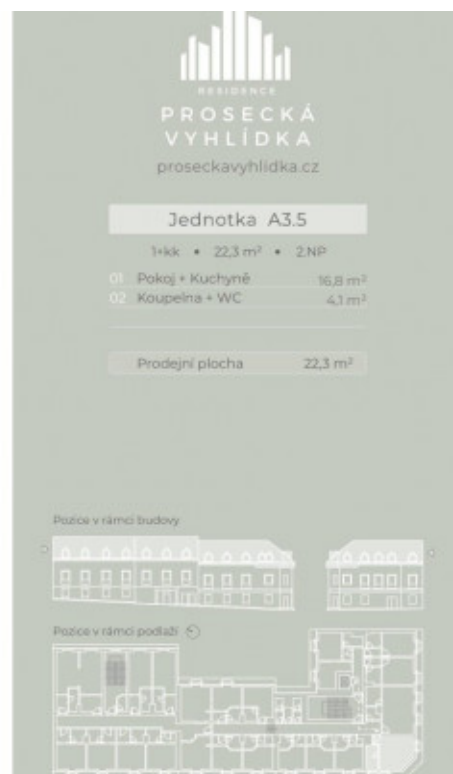 RESIDENCE
PROSECKÁ
VYHLÍDKA
proseckavyhlidka.cz
Jednotka A3.5
1+kk • 22,3 m² • 2.NP
01 Pokoj + Kuchyně 16,8 m²
02 Koupelna + WC 4,1 m²
Prodejní plocha 22,3 m²
Pozice v rámci budovy
Pozice v rámci podlaží